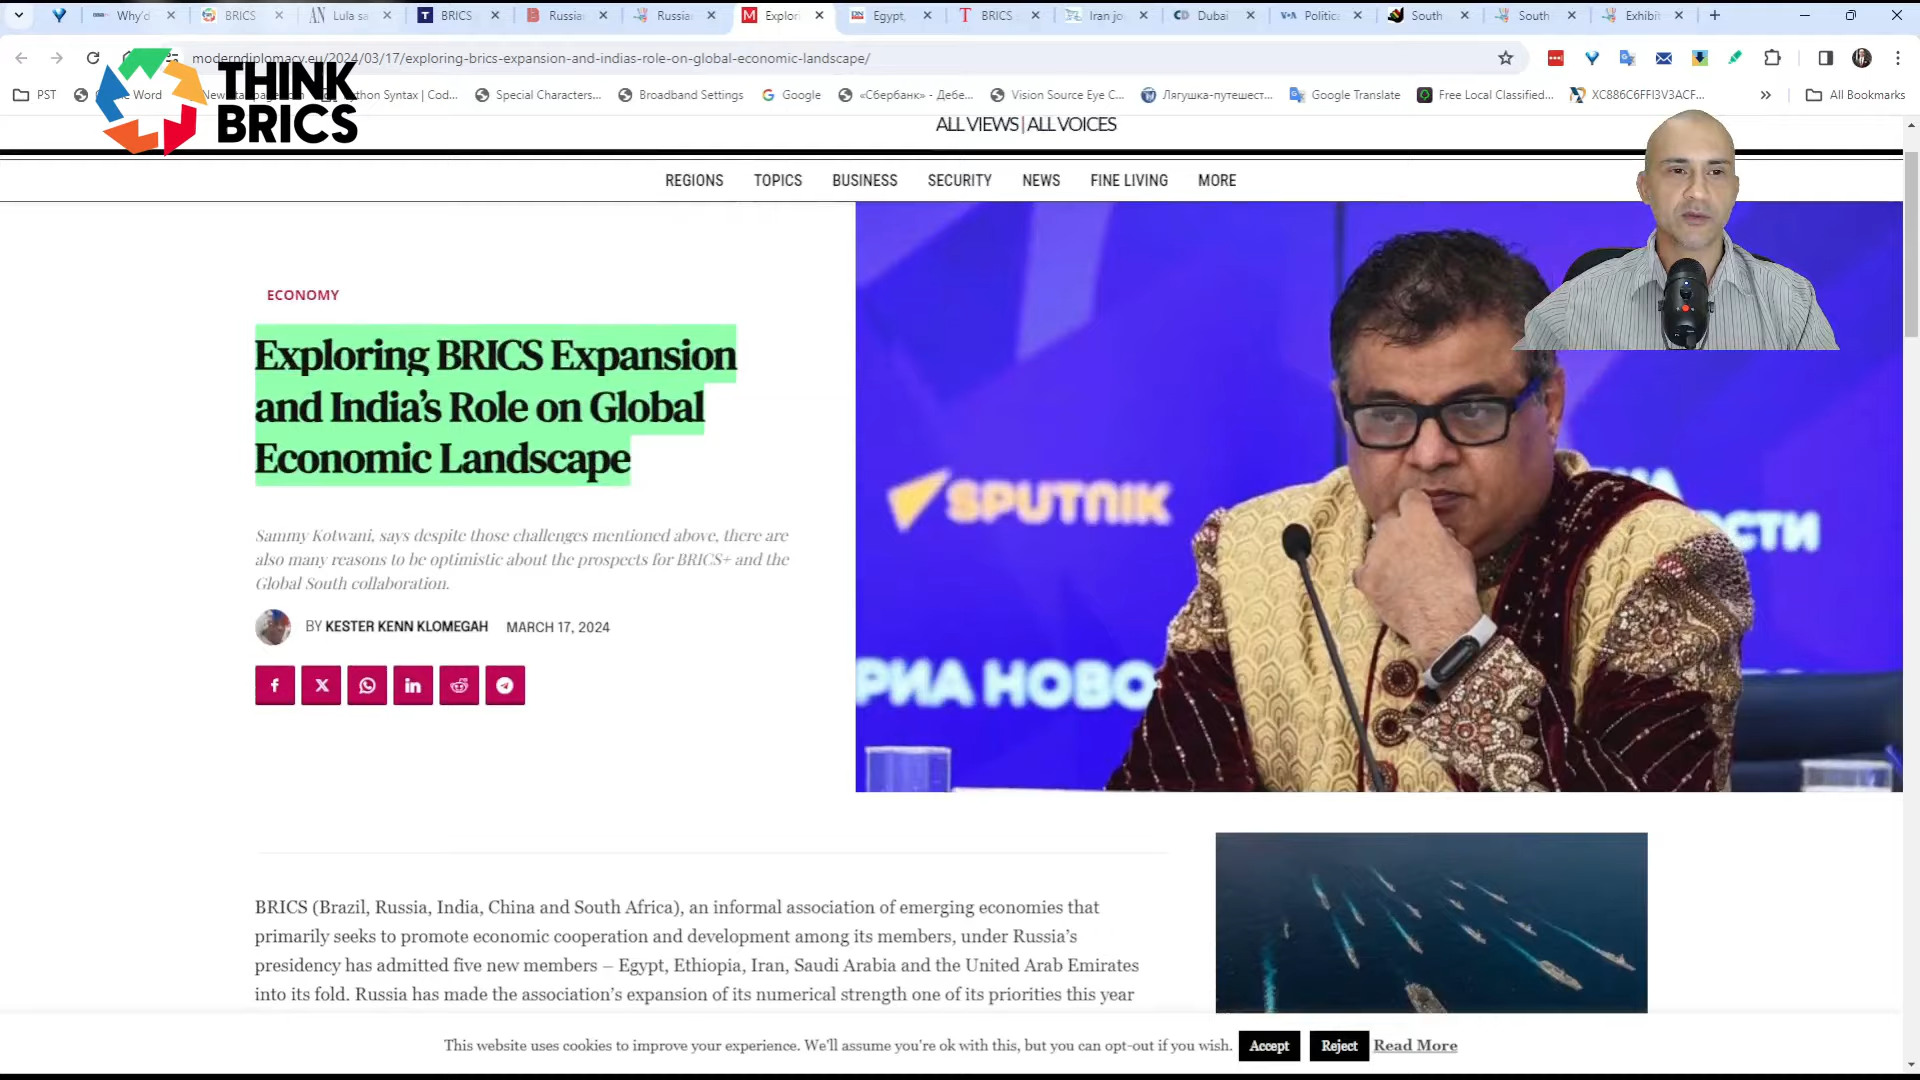 Why'd
BRICS
Lula sa
BRICS
Russia
Russia
Explori
Egypt,
BRICS
Iran jo
CD
Dubai
VOA
Politica
South
South
Exhibit
moderndiplomacy.eu/2024/03/17/exploring-brics-expansion-and-indias-role-on-global-economic-landscape/
PST
Word
Python Syntax | Cod...
Special Characters...
Broadband Settings
Google
«Сбербанк» - Дебе...
Vision Source Eye C...
Лягушка-путешест...
Google Translate
Free Local Classified...
XC886C6FFI3V3ACF...
All Bookmarks
THINK
BRICS
ALL VIEWS | ALL VOICES
REGIONS TOPICS BUSINESS SECURITY NEWS FINE LIVING MORE
ECONOMY
Exploring BRICS Expansion
and India's Role on Global
Economic Landscape
Sammy Kotwani, says despite those challenges mentioned above, there are
also many reasons to be optimistic about the prospects for BRICS+ and the
Global South collaboration.
BY KESTER KENN KLOMEGAH MARCH 17, 2024
SPUTNIK
РИА НОВО
СТИ
BRICS (Brazil, Russia, India, China and South Africa), an informal association of emerging economies that
primarily seeks to promote economic cooperation and development among its members, under Russia's
presidency has admitted five new members – Egypt, Ethiopia, Iran, Saudi Arabia and the United Arab Emirates
into its fold. Russia has made the association's expansion of its numerical strength one of its priorities this year
This website uses cookies to improve your experience. We'll assume you're ok with this, but you can opt-out if you wish. Accept Reject Read More